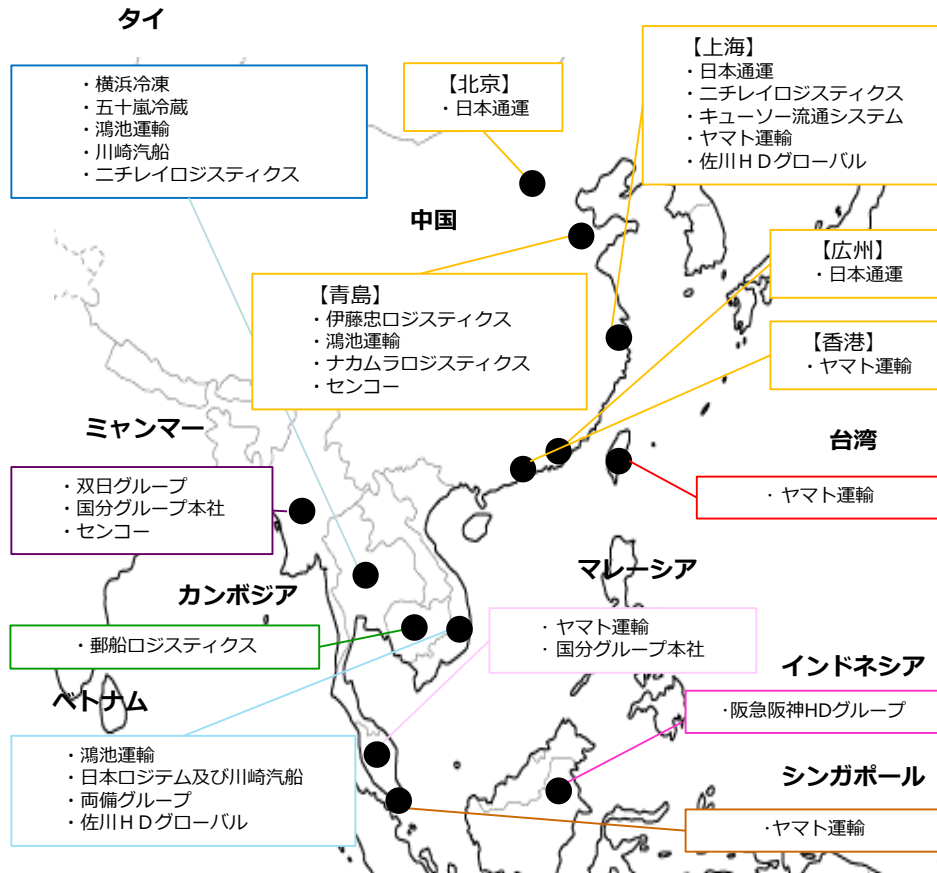 タイ
・横浜冷凍
・五十嵐冷蔵
・鴻池運輸
・川崎汽船
・ニチレイロジスティクス
【北京】
・日本通運
【上海】
・日本通運
・ニチレイロジスティクス
・キューソー流通システム
・ヤマト運輸
・佐川ＨＤグローバル
中国
【青島】
・伊藤忠ロジスティクス
・鴻池運輸
・ナカムラロジスティクス
・センコー
【広州】
・日本通運
【香港】
・ヤマト運輸
台湾
・ヤマト運輸
ミャンマー
・双日グループ
・国分グループ本社
・センコー
カンボジア
・郵船ロジスティクス
マレーシア
・ヤマト運輸
・国分グループ本社
ベトナム
・鴻池運輸
・日本ロジテム及び川崎汽船
・両備グループ
・佐川ＨＤグローバル
インドネシア
・阪急阪神HDグループ
シンガポール
・ヤマト運輸